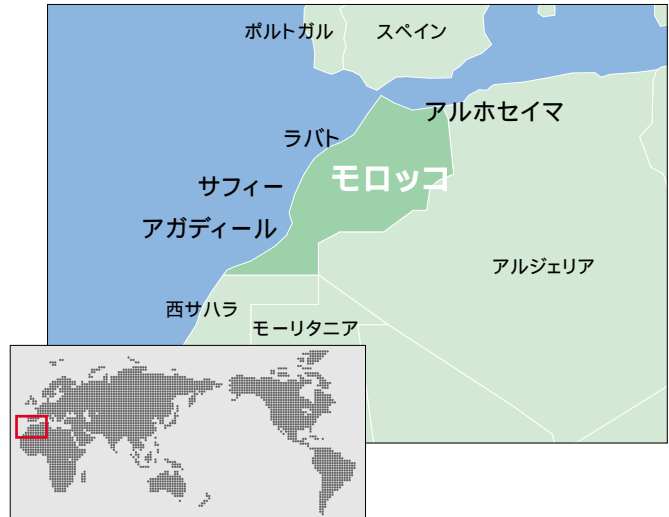 ポルトガル
スペイン
アルホセイマ
ラバト
モロッコ
サフィー
アガディール
アルジェリア
西サハラ
モーリタニア